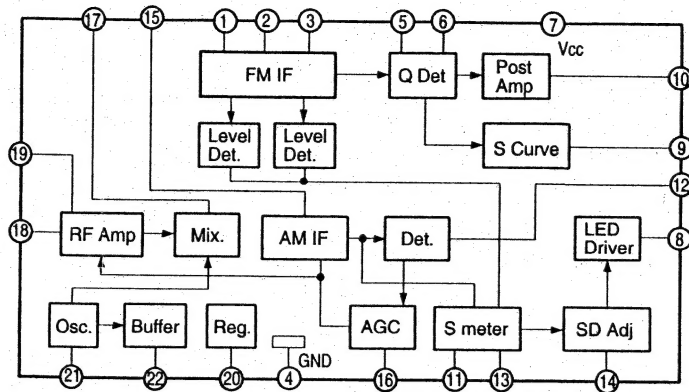 17 15 1 2 3 5 6 7
Vcc
FM IF
Q Det
Post
Amp
10
Level
Det.
Level
Det.
S Curve
9
19
12
18
RF Amp
Mix.
AM IF
Det.
LED
Driver
8
Osc.
Buffer
Reg.
GND
AGC
S meter
SD Adj
21 22 20 4 16 11 13 14